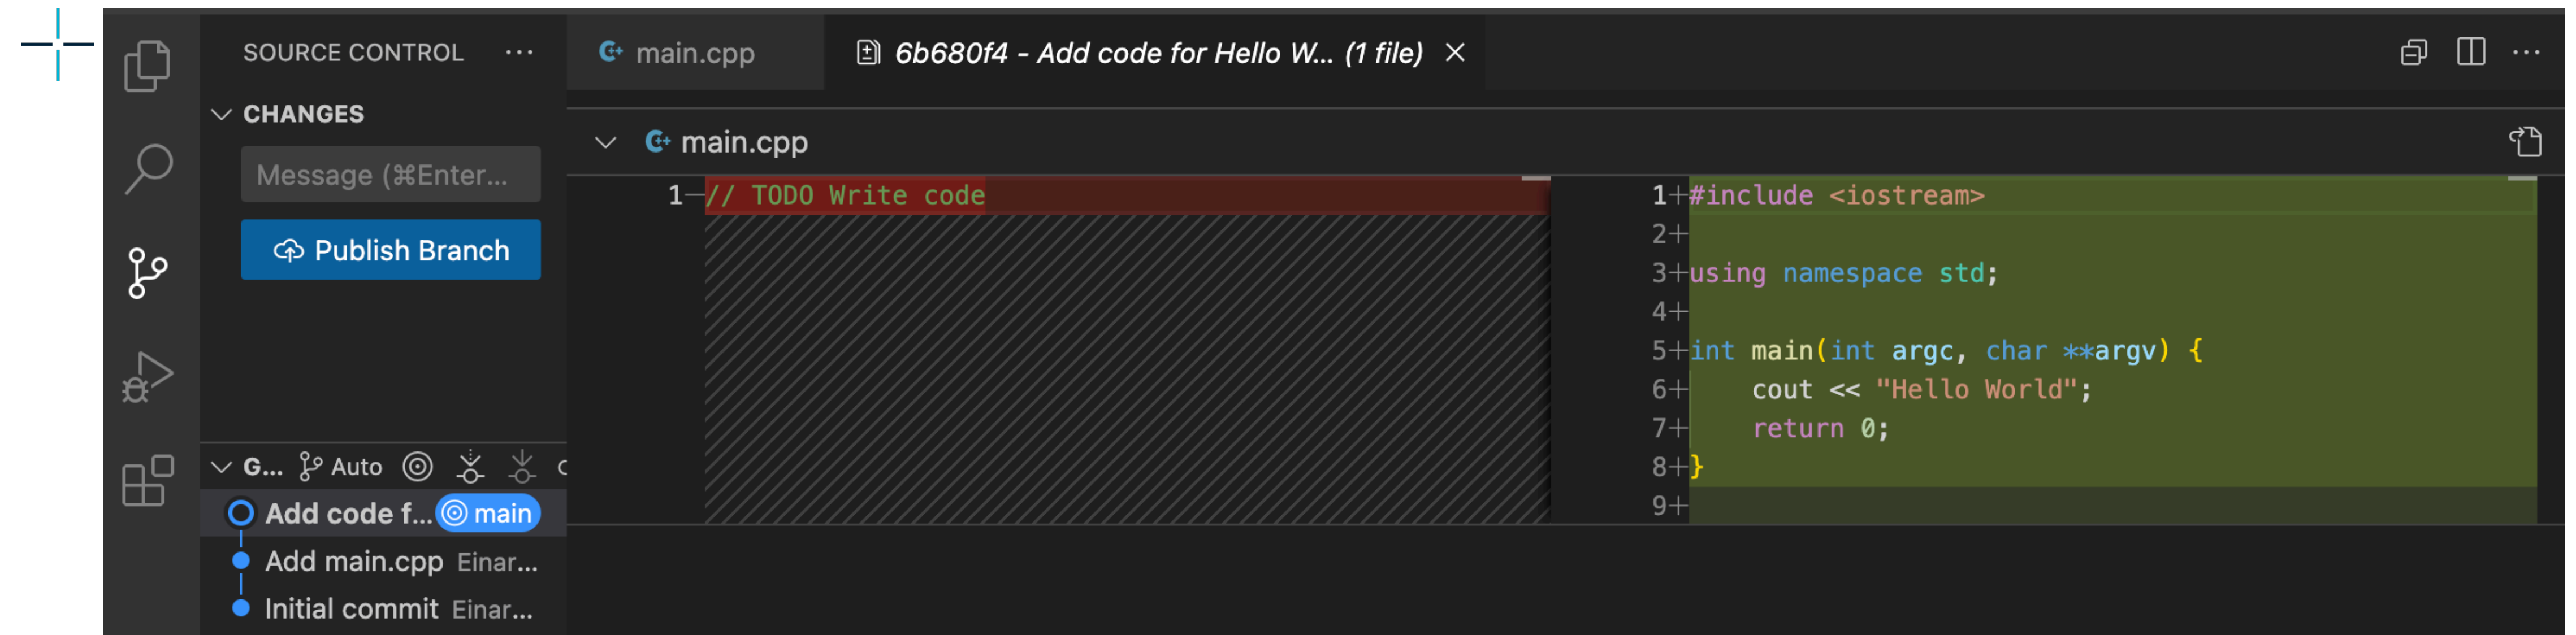 SOURCE CONTROL ...
CHANGES
Message (⌘Enter...
Publish Branch
G... Auto
Add code f... main
Add main.cpp Einar...
Initial commit Einar...
main.cpp
6b680f4 - Add code for Hello W... (1 file)
main.cpp
1 — // TODO Write code
1+ #include <iostream>
2+
3+ using namespace std;
4+
5+ int main(int argc, char **argv) {
6+     cout << "Hello World";
7+     return 0;
8+ }
9+